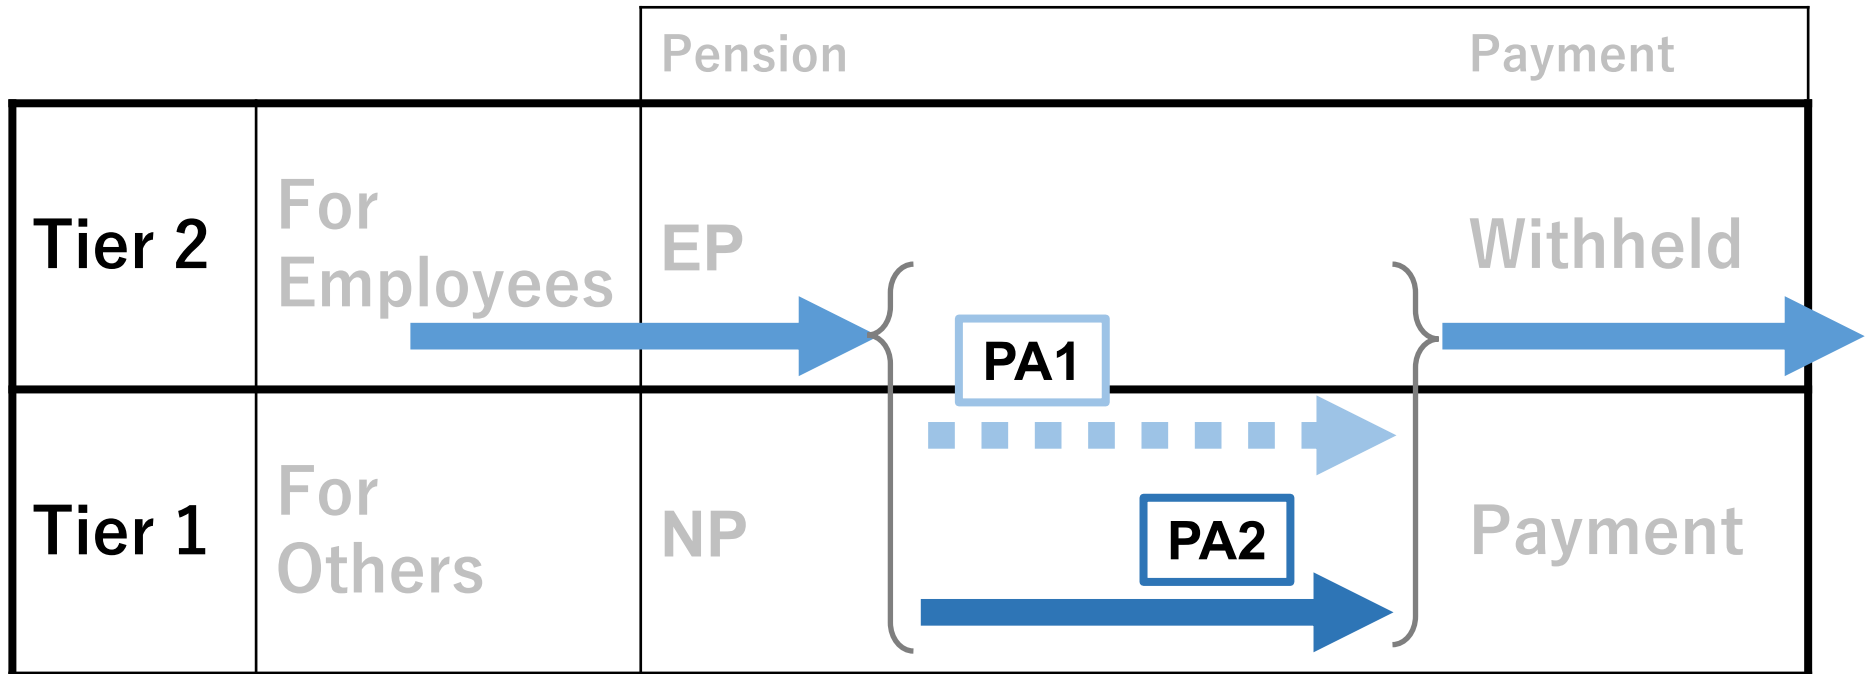 Pension
Payment
Tier 2
For
Employees
EP
Withheld
PA1
Tier 1
For
Others
NP
PA2
Payment